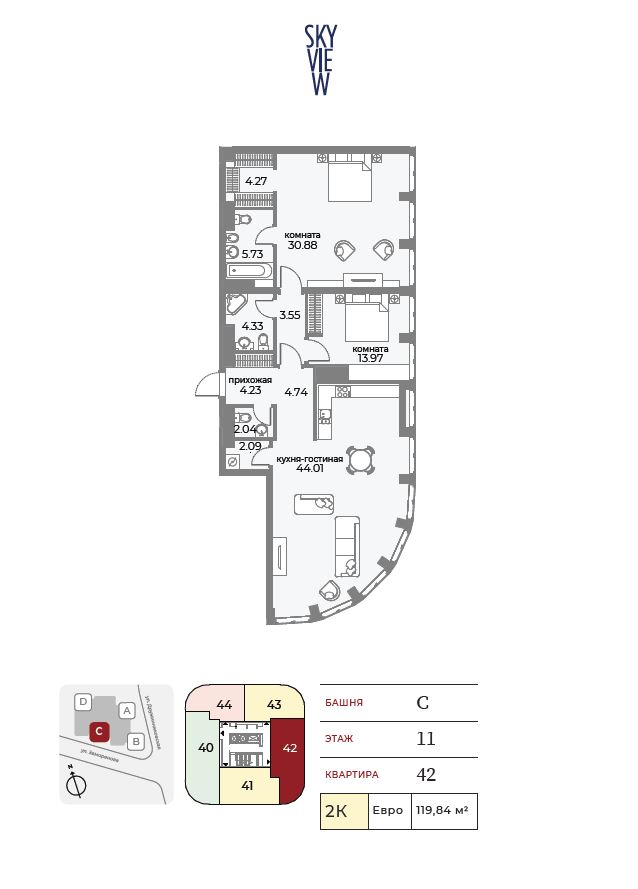 SKY
VIE
W
4.27
комната
30.88
5.73
3.55
4.33
комната
13.97
прихожая
4.23
4.74
2.04
2.09
кухня-гостиная
44.01
D
A
C
B
ул. Дружинниковская
ул. Заморенова
N
44
43
40
42
41
БАШНЯ C
ЭТАЖ 11
КВАРТИРА 42
2К Евро 119,84 м²